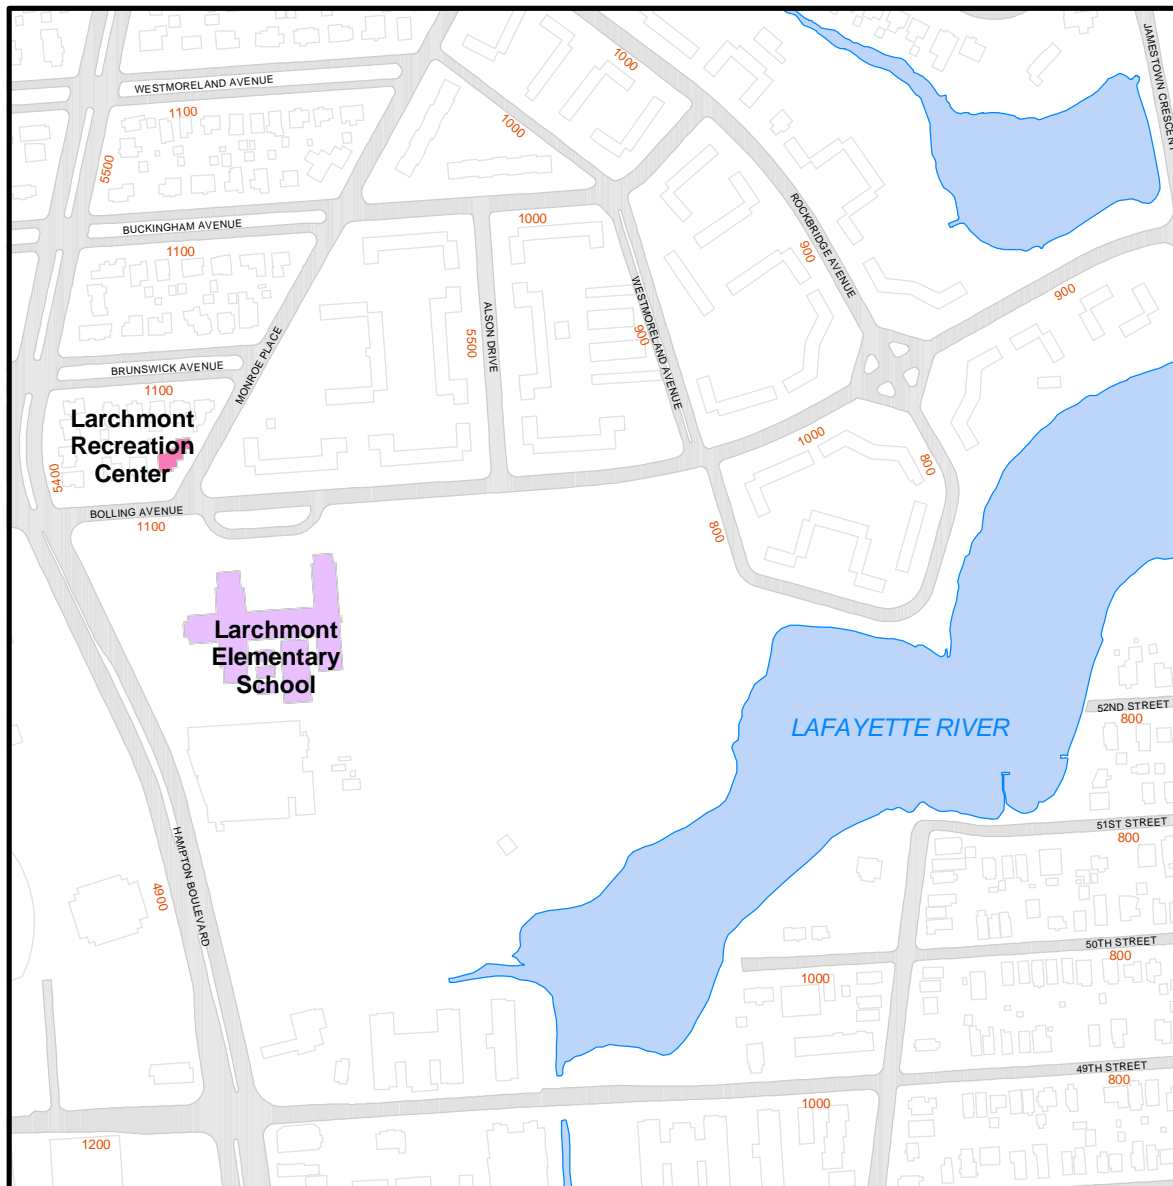 JAMESTOWN CRESCENT
1000
WESTMORELAND AVENUE
1100
1000
5500
ROCKBRIDGE AVENUE
1000
BUCKINGHAM AVENUE
1100
900
900
WESTMORELAND AVENUE
900
ALSON DRIVE
5500
MONROE PLACE
BRUNSWICK AVENUE
1100
Larchmont
Recreation
Center
1000
800
5400
BOLLING AVENUE
1100
800
Larchmont
Elementary
School
52ND STREET
800
LAFAYETTE RIVER
51ST STREET
800
HAMPTON BOULEVARD
4900
50TH STREET
800
1000
49TH STREET
800
1000
1200